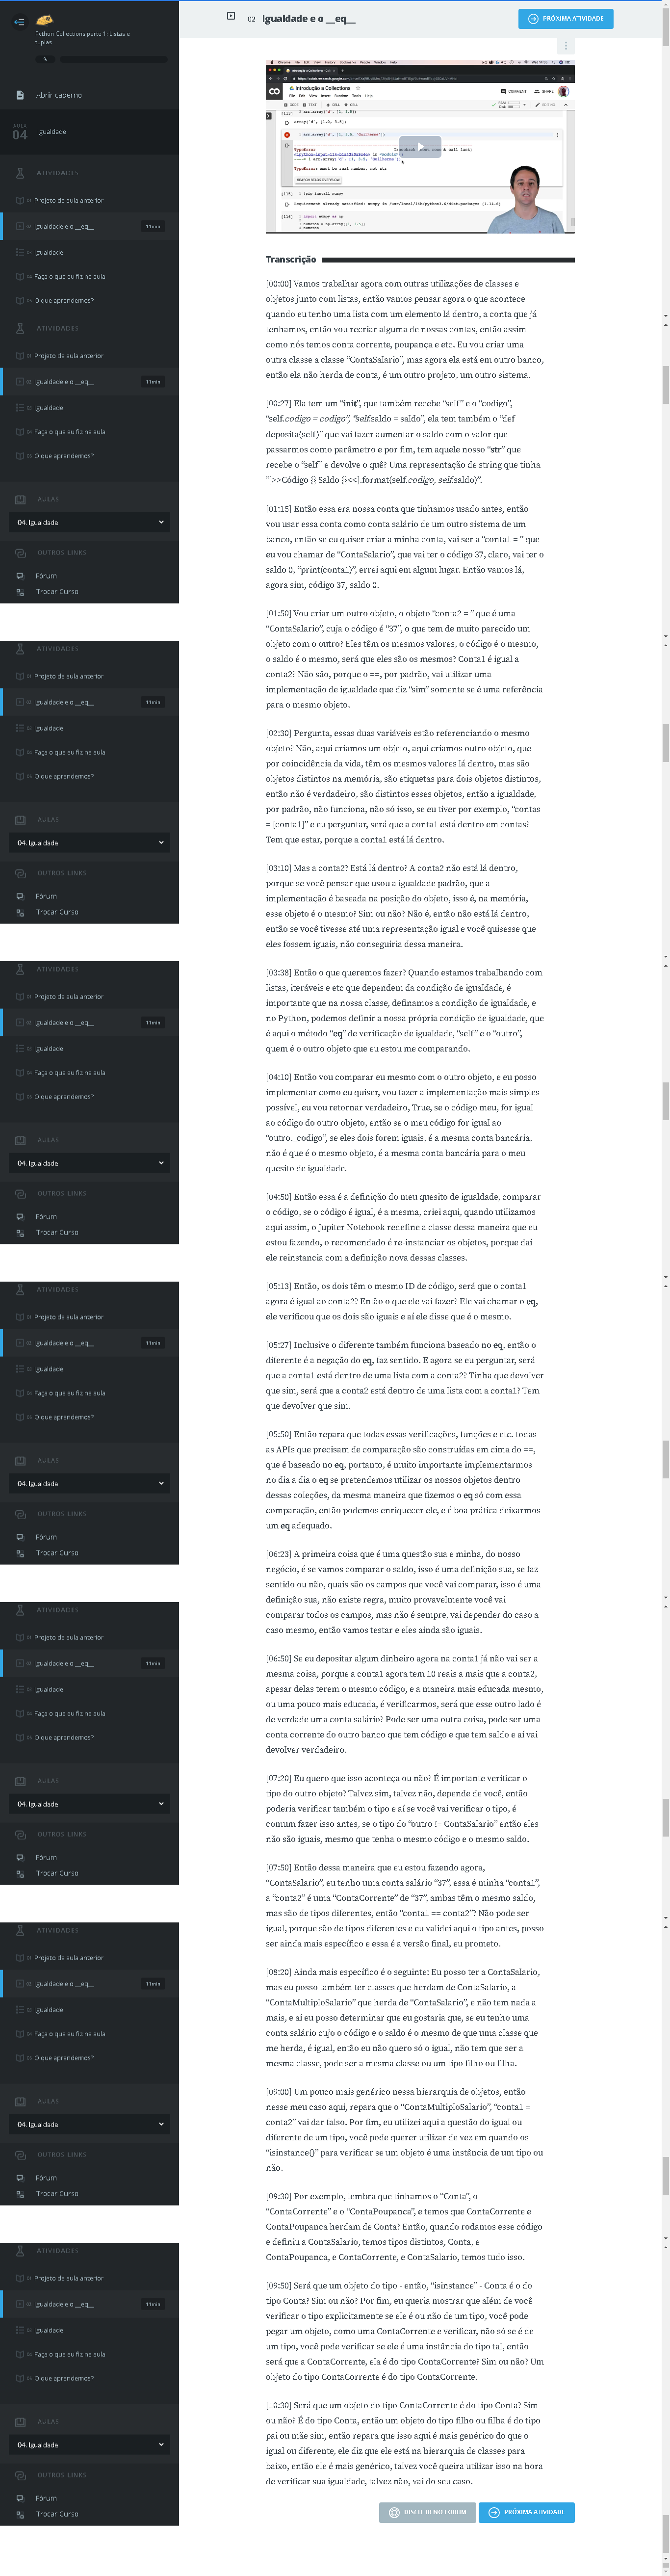 Python Collections parte 1: Listas e
tuplas
%
Abrir caderno
AULA
04
Igualdade
ATIVIDADES
01 Projeto da aula anterior
02 Igualdade e o __eq__ 11min
03 Igualdade
04 Faça o que eu fiz na aula
05 O que aprendemos?
ATIVIDADES
01 Projeto da aula anterior
02 Igualdade e o __eq__ 11min
03 Igualdade
04 Faça o que eu fiz na aula
05 O que aprendemos?
AULAS
04. Igualdade
OUTROS LINKS
Fórum
Trocar Curso
02 Igualdade e o __eq__
PRÓXIMA ATIVIDADE
Introdução a Collections
Transcrição
[00:00] Vamos trabalhar agora com outras utilizações de classes e
objetos junto com listas, então vamos pensar agora o que acontece
quando eu tenho uma lista com um elemento lá dentro, a conta que já
tenhamos, então vou recriar alguma de nossas contas, então assim
como nós temos conta corrente, poupança e etc. Eu vou criar uma
outra classe a classe “ContaSalario”, mas agora ela está em outro banco,
então ela não herda de conta, é um outro projeto, um outro sistema.
[00:27] Ela tem um “init”, que também recebe “self” e o “codigo”,
“self.codigo = codigo”, “self.saldo = saldo”, ela tem também o “def
deposita(self)” que vai fazer aumentar o saldo com o valor que
passarmos como parâmetro e por fim, tem aquele nosso “str” que
recebe o “self” e devolve o quê? Uma representação de string que tinha
“[>>Código {} Saldo {}<<].format(self.codigo, self.saldo)”.
[01:15] Então essa era nossa conta que tínhamos usado antes, então
vou usar essa conta como conta salário de um outro sistema de um
banco, então se eu quiser criar a minha conta, vai ser a “conta1 = ” que
eu vou chamar de “ContaSalario”, que vai ter o código 37, claro, vai ter o
saldo 0, “print(conta1)”, errei aqui em algum lugar. Então vamos lá,
agora sim, código 37, saldo 0.
[01:50] Vou criar um outro objeto, o objeto “conta2 = ” que é uma
“ContaSalario”, cuja o código é “37”, o que tem de muito parecido um
objeto com o outro? Eles têm os mesmos valores, o código é o mesmo,
o saldo é o mesmo, será que eles são os mesmos? Conta1 é igual a
conta2? Não são, porque o ==, por padrão, vai utilizar uma
implementação de igualdade que diz “sim” somente se é uma referência
para o mesmo objeto.
[02:30] Pergunta, essas duas variáveis estão referenciando o mesmo
objeto? Não, aqui criamos um objeto, aqui criamos outro objeto, que
por coincidência da vida, têm os mesmos valores lá dentro, mas são
objetos distintos na memória, são etiquetas para dois objetos distintos,
então não é verdadeiro, são distintos esses objetos, então a igualdade,
por padrão, não funciona, não só isso, se eu tiver por exemplo, “contas
= [conta1]” e eu perguntar, será que a conta1 está dentro em contas?
Tem que estar, porque a conta1 está lá dentro.
[03:10] Mas a conta2? Está lá dentro? A conta2 não está lá dentro,
porque se você pensar que usou a igualdade padrão, que a
implementação é baseada na posição do objeto, isso é, na memória,
esse objeto é o mesmo? Sim ou não? Não é, então não está lá dentro,
então se você tivesse até uma representação igual e você quisesse que
eles fossem iguais, não conseguiria dessa maneira.
[03:38] Então o que queremos fazer? Quando estamos trabalhando com
listas, iteráveis e etc que dependem da condição de igualdade, é
importante que na nossa classe, definamos a condição de igualdade, e
no Python, podemos definir a nossa própria condição de igualdade, que
é aqui o método “eq” de verificação de igualdade, “self” e o “outro”,
quem é o outro objeto que eu estou me comparando.
[04:10] Então vou comparar eu mesmo com o outro objeto, e eu posso
implementar como eu quiser, vou fazer a implementação mais simples
possível, eu vou retornar verdadeiro, True, se o código meu, for igual
ao código do outro objeto, então se o meu código for igual ao
“outro._codigo”, se eles dois forem iguais, é a mesma conta bancária,
não é que é o mesmo objeto, é a mesma conta bancária para o meu
quesito de igualdade.
[04:50] Então essa é a definição do meu quesito de igualdade, comparar
o código, se o código é igual, é a mesma, criei aqui, quando utilizamos
aqui assim, o Jupiter Notebook redefine a classe dessa maneira que eu
estou fazendo, o recomendado é re-instanciar os objetos, porque daí
ele reinstancia com a definição nova dessas classes.
[05:13] Então, os dois têm o mesmo ID de código, será que o conta1
agora é igual ao conta2? Então o que ele vai fazer? Ele vai chamar o eq,
ele verificou que os dois são iguais e aí ele disse que é o mesmo.
[05:27] Inclusive o diferente também funciona baseado no eq, então o
diferente é a negação do eq, faz sentido. E agora se eu perguntar, será
que a conta1 está dentro de uma lista com a conta2? Tinha que devolver
que sim, será que a conta2 está dentro de uma lista com a conta1? Tem
que devolver que sim.
[05:50] Então repara que todas essas verificações, funções e etc. todas
as APIs que precisam de comparação são construídas em cima do ==,
que é baseado no eq, portanto, é muito importante implementarmos
no dia a dia o eq se pretendemos utilizar os nossos objetos dentro
dessas coleções, da mesma maneira que fizemos o eq só com essa
comparação, então podemos enriquecer ele, e é boa prática deixarmos
um eq adequado.
[06:23] A primeira coisa que é uma questão sua e minha, do nosso
negócio, é se vamos comparar o saldo, isso é uma definição sua, se faz
sentido ou não, quais são os campos que você vai comparar, isso é uma
definição sua, não existe regra, muito provavelmente você vai
comparar todos os campos, mas não é sempre, vai depender do caso a
caso mesmo, então vamos testar e eles ainda são iguais.
[06:50] Se eu depositar algum dinheiro agora na conta1 já não vai ser a
mesma coisa, porque a conta1 agora tem 10 reais a mais que a conta2,
apesar delas terem o mesmo código, e a maneira mais educada mesmo,
ou uma pouco mais educada, é verificarmos, será que esse outro lado é
de verdade uma conta salário? Pode ser uma outra coisa, pode ser uma
conta corrente do outro banco que tem código e que tem saldo e aí vai
devolver verdadeiro.
[07:20] Eu quero que isso aconteça ou não? É importante verificar o
tipo do outro objeto? Talvez sim, talvez não, depende de você, então
poderia verificar também o tipo e aí se você vai verificar o tipo, é
comum fazer isso antes, se o tipo do “outro != ContaSalario” então eles
não são iguais, mesmo que tenha o mesmo código e o mesmo saldo.
[07:50] Então dessa maneira que eu estou fazendo agora,
“ContaSalario”, eu tenho uma conta salário “37”, essa é minha “conta1”,
a “conta2” é uma “ContaCorrente” de “37”, ambas têm o mesmo saldo,
mas são de tipos diferentes, então “conta1 == conta2”? Não pode ser
igual, porque são de tipos diferentes e eu validei aqui o tipo antes, posso
ser ainda mais específico e essa é a versão final, eu prometo.
[08:20] Ainda mais específico é o seguinte: Eu posso ter a ContaSalario,
mas eu posso também ter classes que herdam de ContaSalario, a
“ContaMultiploSalario” que herda de “ContaSalario”, e não tem nada a
mais, e aí eu posso determinar que eu gostaria que, se eu tenho uma
conta salário cujo o código e o saldo é o mesmo de que uma classe que
me herda, é igual, então eu não quero só o igual, não tem que ser a
mesma classe, pode ser a mesma classe ou um tipo filho ou filha.
[09:00] Um pouco mais genérico nessa hierarquia de objetos, então
nesse meu caso aqui, repara que o “ContaMultiploSalario”, “conta1 =
conta2” vai dar falso. Por fim, eu utilizei aqui a questão do igual ou
diferente de um tipo, você pode querer utilizar de vez em quando os
“isinstance()” para verificar se um objeto é uma instância de um tipo ou
não.
[09:30] Por exemplo, lembra que tínhamos o “Conta”, o
“ContaCorrente” e o “ContaPoupanca”, e temos que ContaCorrente e
ContaPoupanca herdam de Conta? Então, quando rodamos esse código
e definiu a ContaSalario, temos tipos distintos, Conta, e
ContaPoupanca, e ContaCorrente, e ContaSalario, temos tudo isso.
[09:50] Será que um objeto do tipo - então, “isinstance” - Conta é o do
tipo Conta? Sim ou não? Por fim, eu queria mostrar que além de você
verificar o tipo explicitamente se ele é ou não de um tipo, você pode
pegar um objeto, como uma ContaCorrente e verificar, não só se é de
um tipo, você pode verificar se ele é uma instância do tipo tal, então
será que a ContaCorrente, ela é do tipo ContaCorrente? Sim ou não? Um
objeto do tipo ContaCorrente é do tipo ContaCorrente.
[10:30] Será que um objeto do tipo ContaCorrente é do tipo Conta? Sim
ou não? É do tipo Conta, então um objeto do tipo filho ou filha é do tipo
pai ou mãe sim, então repara que isso aqui é mais genérico do que o
igual ou diferente, ele diz que ele está na hierarquia de classes para
baixo, então ele é mais genérico, talvez você queira utilizar isso na hora
de verificar sua igualdade, talvez não, vai do seu caso.
DISCUTIR NO FORUM
PRÓXIMA ATIVIDADE